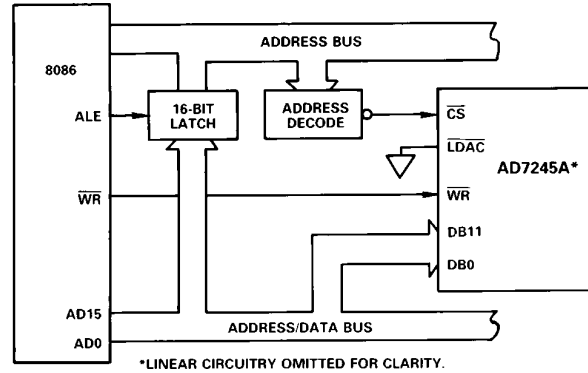 ADDRESS BUS
8086
ALE
16-BIT
LATCH
ADDRESS
DECODE
CS
LDAC
AD7245A*
WR
WR
DB11
DB0
AD15
ADDRESS/DATA BUS
AD0
*LINEAR CIRCUITRY OMITTED FOR CLARITY.